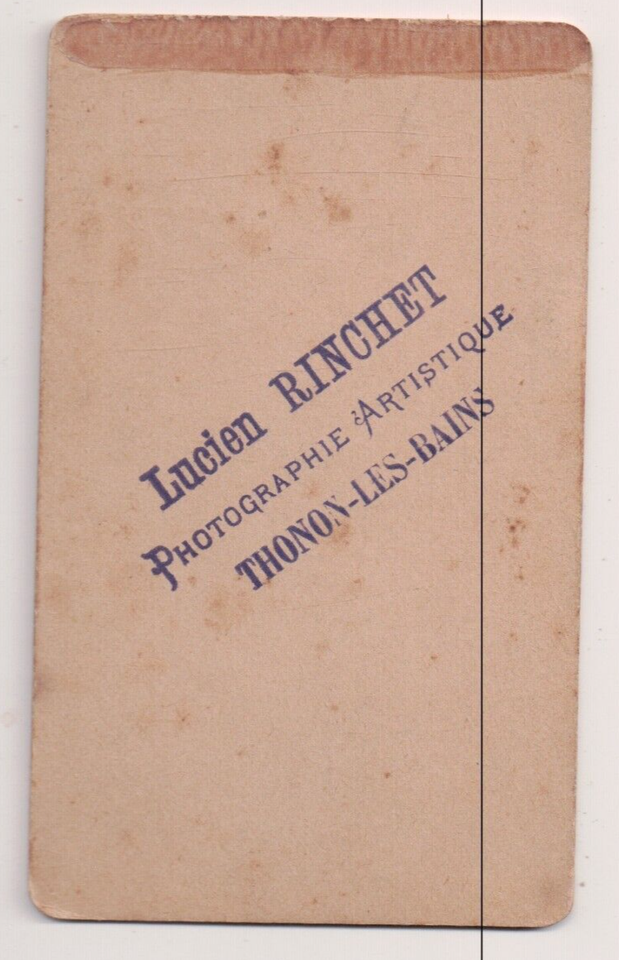 Lucien RINCHET
PHOTOGRAPHIE ARTISTIQUE
THONON-LES-BAINS